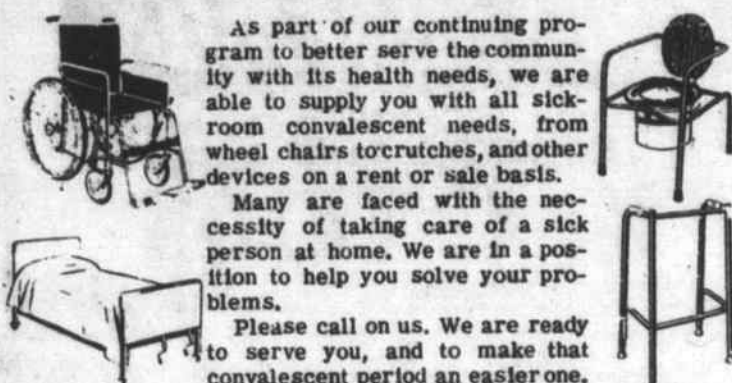 As part of our continuing pro-
gram to better serve the commun-
ity with its health needs, we are
able to supply you with all sick-
room convalescent needs, from
wheel chairs to crutches, and other
devices on a rent or sale basis.
Many are faced with the nec-
cessity of taking care of a sick
person at home. We are in a pos-
ition to help you solve your pro-
blems.
Please call on us. We are ready
to serve you, and to make that
convalescent period an easier one.